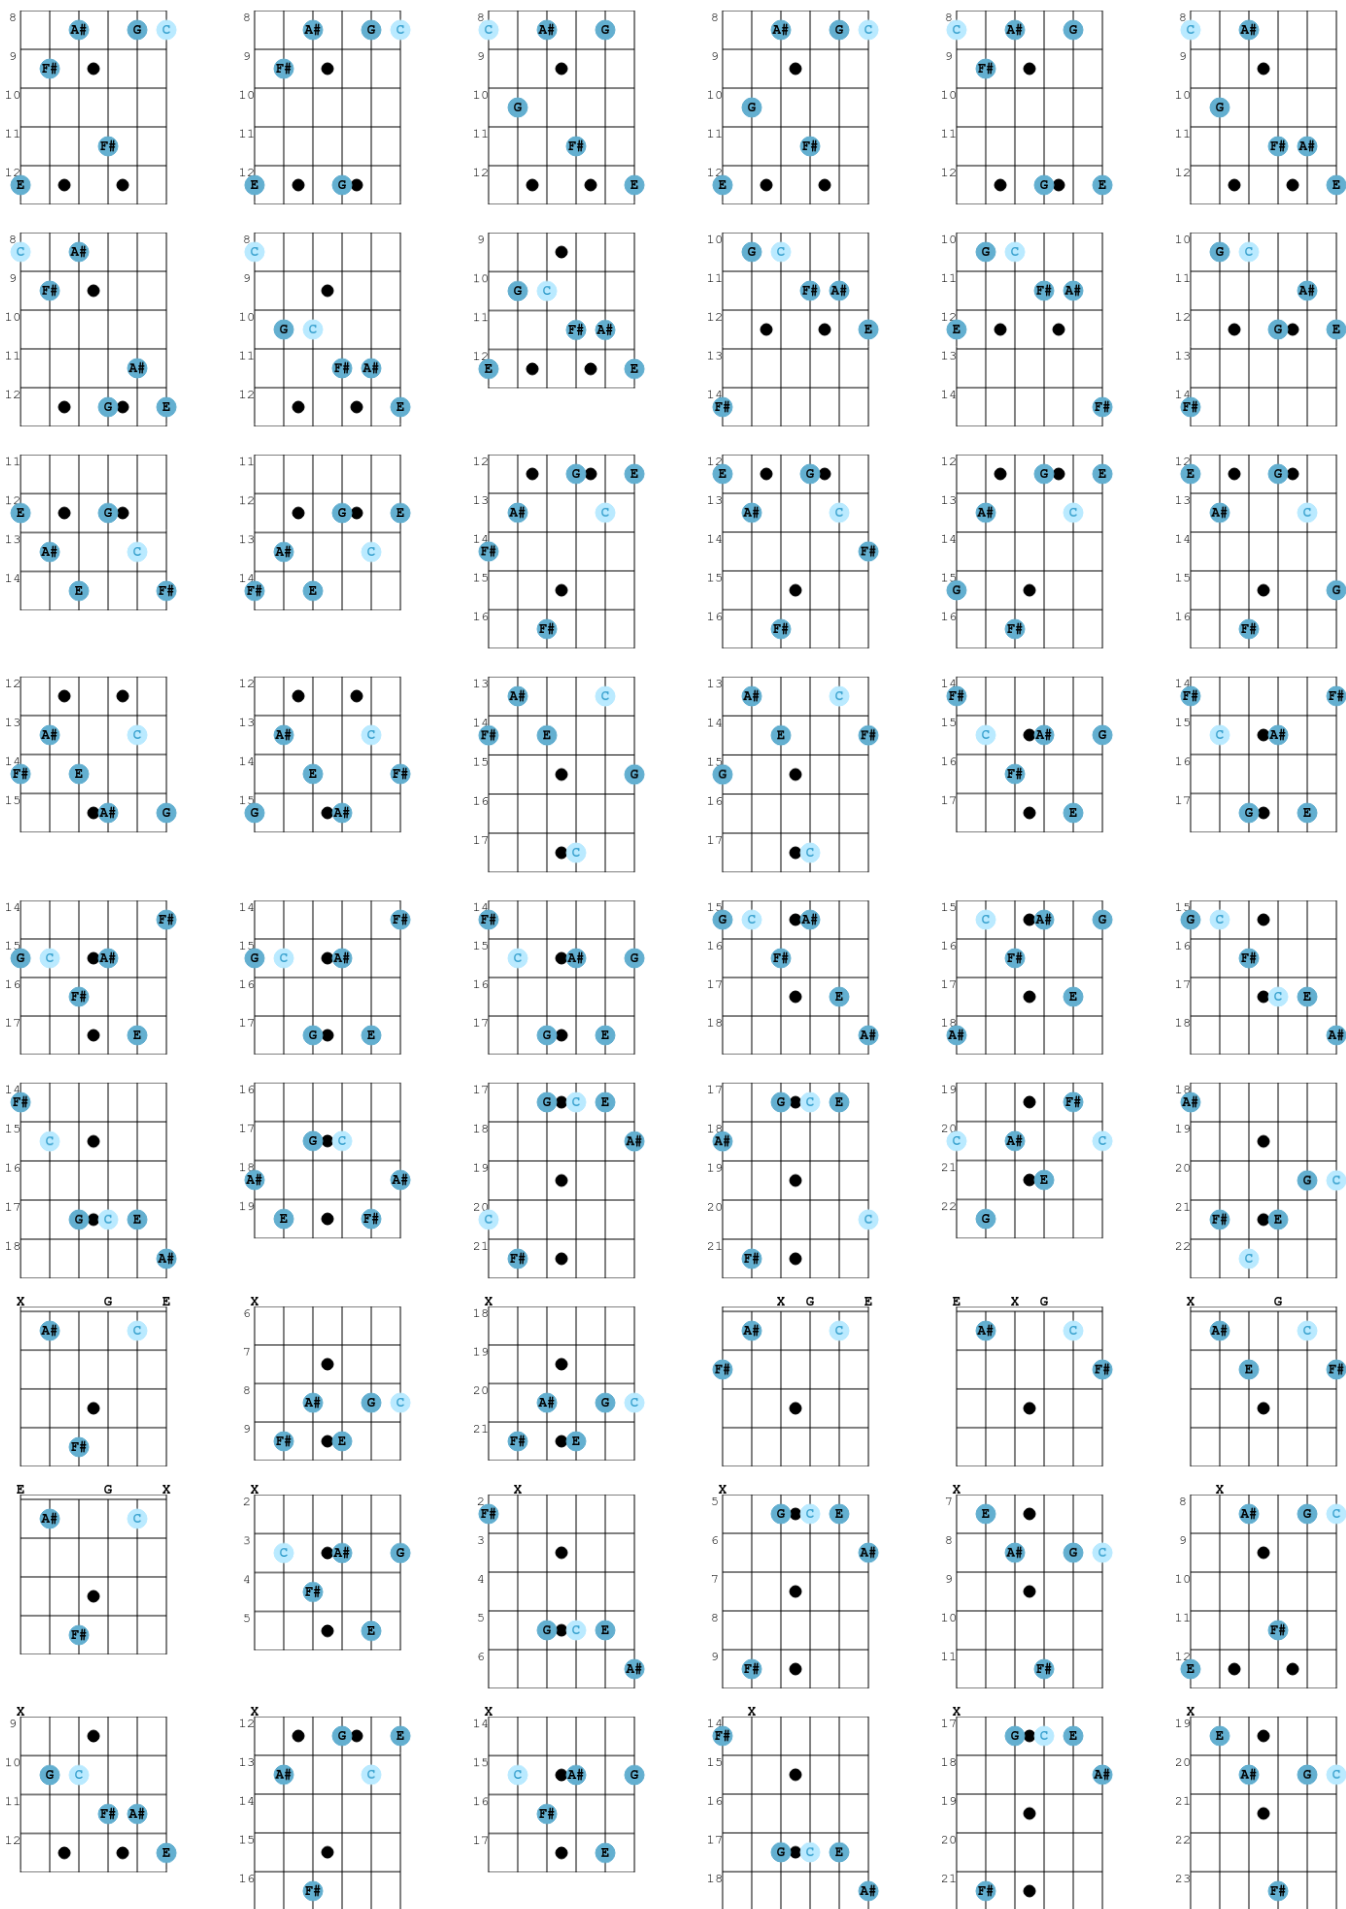 8 8 8 8 8 8
A# G C A# G C C A# G A# G C C A# G C A#
9 9 9 9 9 9
F# F# F#
10 10 10 10 10 10
G G G
11 11 11 11 11 11
F# F# F# F# A#
12 12 12 12 12 12
E E G E E G E E
8 8 9 10 10 10
C A# C G C G C G C
9 9 10 11 11 11
F# G C F# A# F# A# A#
10 10 11 12 12 12
G C F# A# E E G E
11 11 12 13 13 13
A# F# A# E E
12 12 14 14 14
G E E F# F# F#
11 11 12 12 12 12
G E E G G E E G
12 12 13 13 13 13
E G G E A# C A# C A# C A# C
13 13 14 14 14 14
A# C A# C F# F#
14 14 15 15 15 15
E F# F# E G G
16 16 16 16
F# F# F# F#
12 12 13 13 14 14
A# C A# C F# F# F#
13 13 14 14 15 15
A# C A# C F# E E F# C A# G C A#
14 14 15 15 16
F# E E F# G G F#
15 15 16 16 17 17
A# G G A# E G E
17 17
C C
14 14 14 15 15 15
F# F# F# G C A# C A# G G C
15 15 15 16 16 16
G C A# G C A# C A# G F# F# F#
16 16 16 17 17 17
F# E E C E
17 17 17 18 18 18
E G E G E A# A# A#
14 16 17 17 19 18
F# G C E G C E F# A#
15 17 18 18 20 19
C G C A# A# C A# C
16 18 19 19 21 20
A# A# E G C
17 19 20 20 22 21
G C E E F# C C G F# E
18 21 21 22
A# F# F# C
X G E X X X G E E X G X G
6 18
A# C A# C A# C A# C
7 19
F# F# E F#
8 20
A# G C A# G C
9 21
F# F# E F# E
E G X X X X X X
2 2 5 7 8
A# C F# G C E E A# G C
3 3 6 8 9
C A# G A# A# G C
4 4 7 9 10
F#
5 5 8 10 11
F# E G C E F#
6 9 11 12
A# F# F# E
X X X X X X
9 12 14 14 17 19
G E F# G C E E
10 13 15 15 18 20
G C A# C C A# G A# A# G C
11 14 16 16 19 21
F# A# F#
12 15 17 17 20 22
E E G C E
16 18 21 23
F# A# F# F#